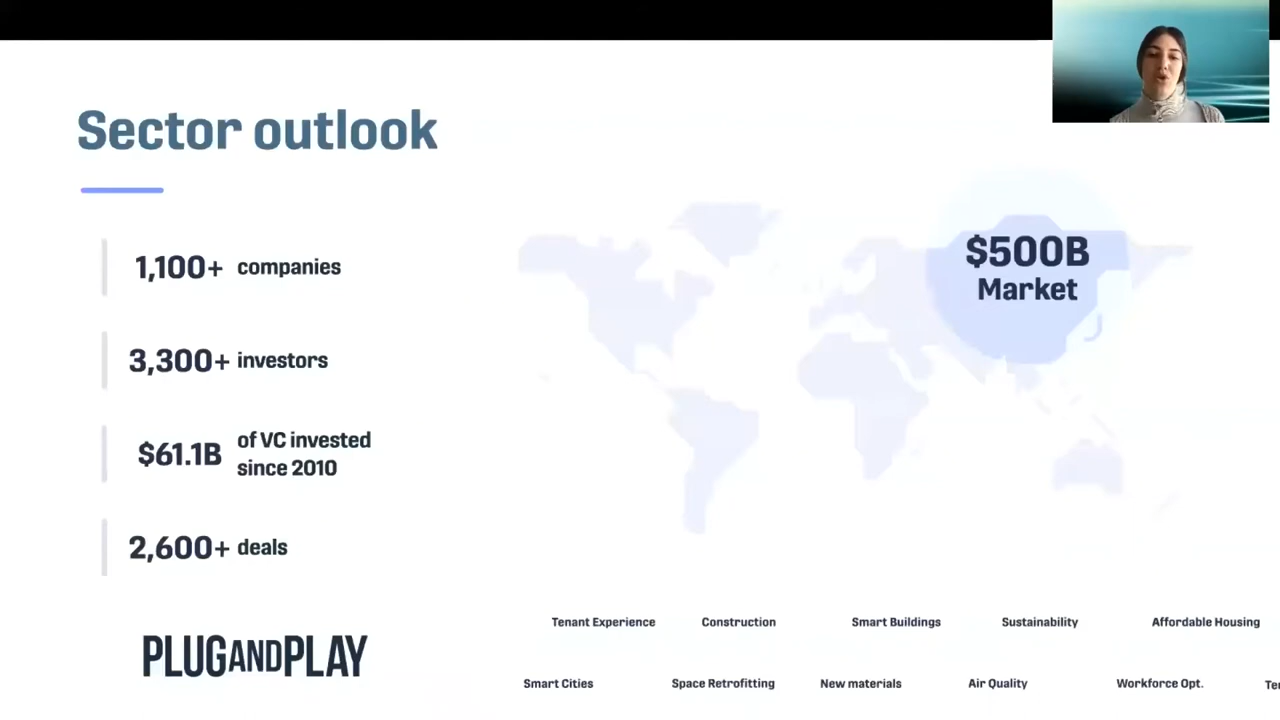 Sector outlook
1,100+ companies
3,300+ investors
$61.1B of VC invested
since 2010
2,600+ deals
$500B
Market
PLUGANDPLAY
Tenant Experience Construction Smart Buildings Sustainability Affordable Housing
Smart Cities Space Retrofitting New materials Air Quality Workforce Opt.